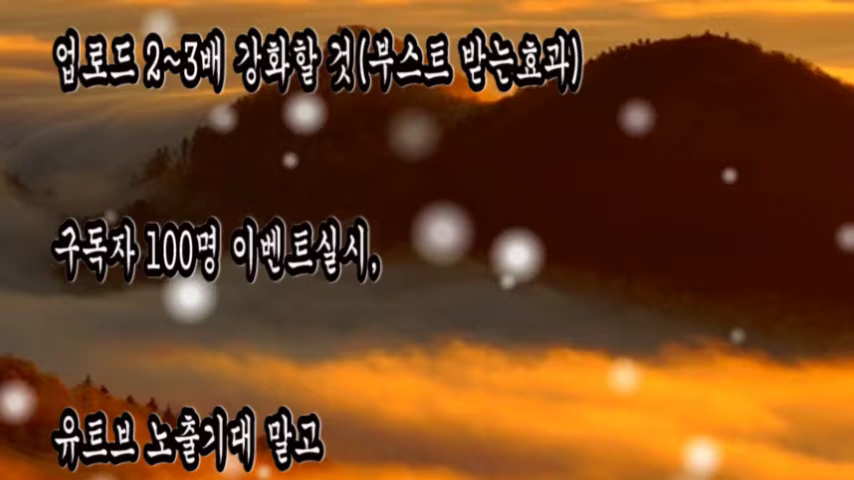 업로드 2~3배 강화할 것(부스트 받는효과)
구독자 100명 이벤트실시,
유트브 노출기대 말고